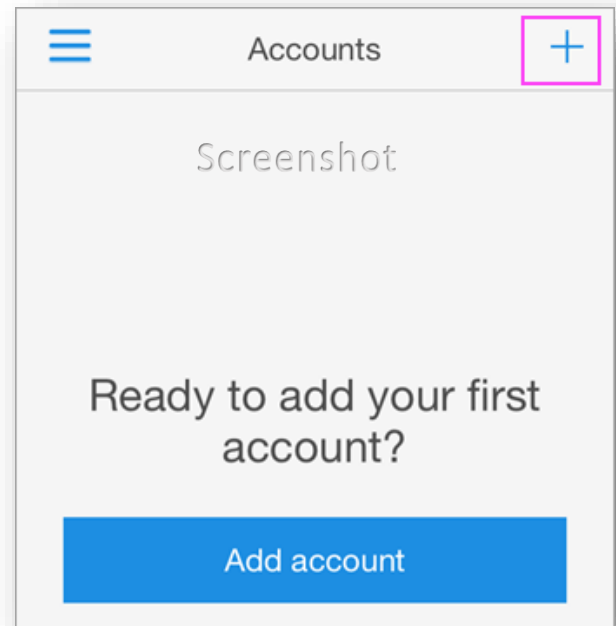 Accounts
Screenshot
Ready to add your first
account?
Add account